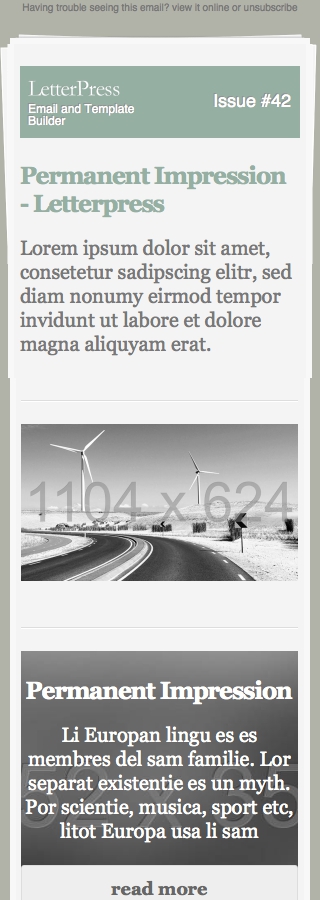 Having trouble seeing this email? view it online or unsubscribe
LetterPress
Email and Template
Builder
Issue #42
Permanent Impression
- Letterpress
Lorem ipsum dolor sit amet,
consetetur sadipscing elitr, sed
diam nonumy eirmod tempor
invidunt ut labore et dolore
magna aliquyam erat.
1104 x 624
Permanent Impression
Li Europan lingu es es
membres del sam familie. Lor
separat existentie es un myth.
Por scientie, musica, sport etc,
litot Europa usa li sam
read more